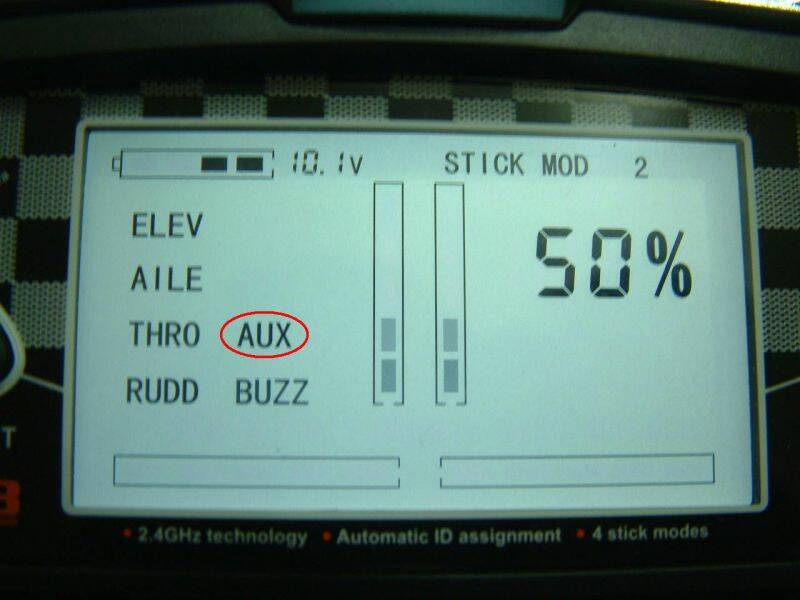 10.1V STICK MOD 2
ELEV
50%
AILE
THRO AUX
RUDD BUZZ
T
• 2.4GHz technology • Automatic ID assignment • 4 stick modes